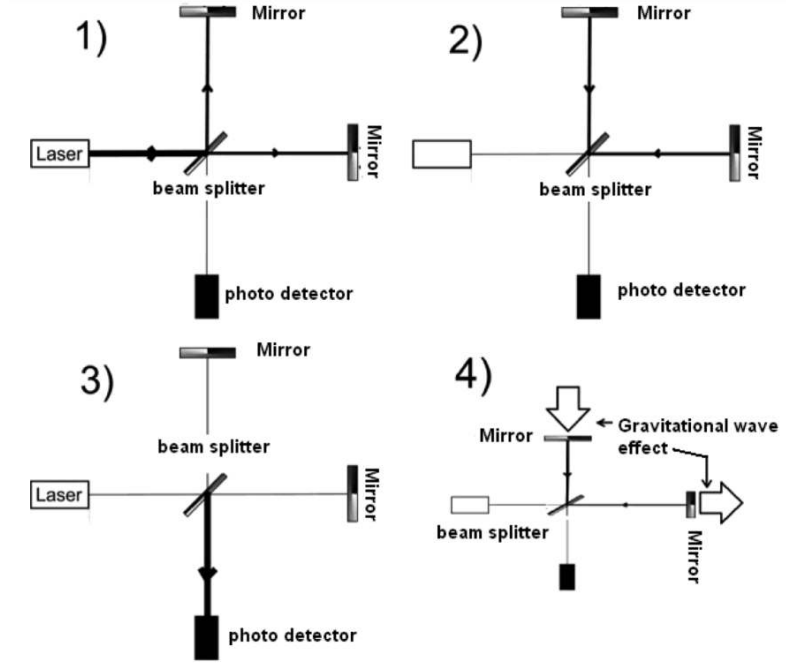 1)
Mirror
Laser
Mirror
beam splitter
photo detector
2)
Mirror
Mirror
beam splitter
photo detector
3)
Mirror
beam splitter
Laser
Mirror
photo detector
4)
Mirror
Gravitational wave
effect
beam splitter
Mirror